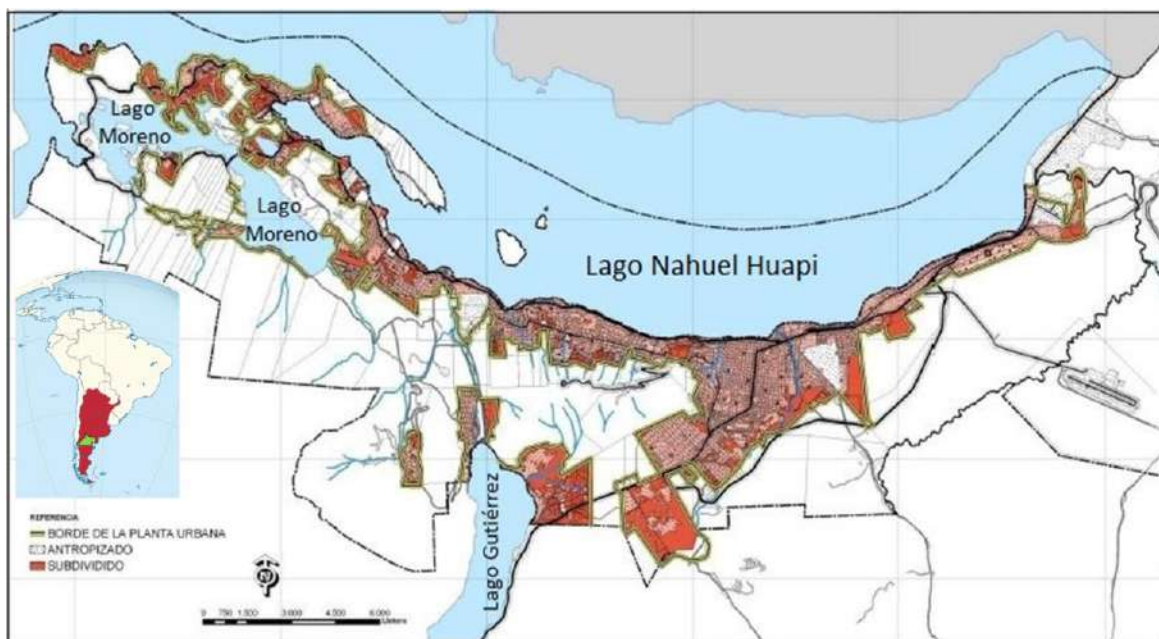 Lago
Moreno
Lago
Moreno
Lago Nahuel Huapi
Lago Gutiérrez
REFERENCIA
BORDE DE LA PLANTA URBANA
ANTROPIZADO
SUBDIVIDIDO
N
0 750 1.500 3.000 4.500 6.000